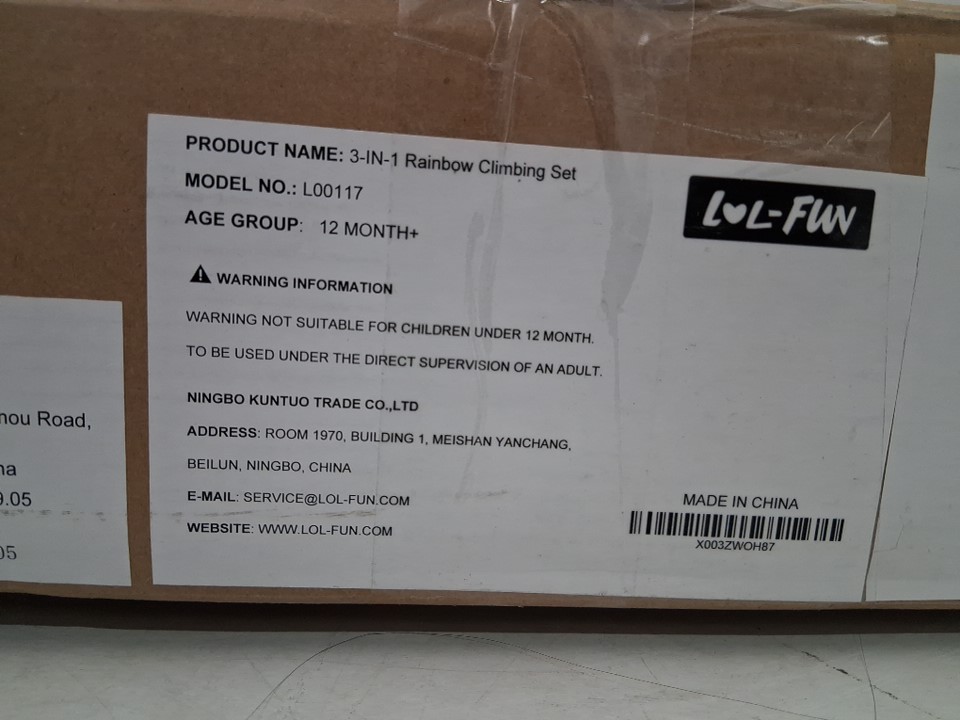 PRODUCT NAME: 3-IN-1 Rainbow Climbing Set
MODEL NO.: L00117
AGE GROUP: 12 MONTH+
LOL-FUN
WARNING INFORMATION
WARNING NOT SUITABLE FOR CHILDREN UNDER 12 MONTH.
TO BE USED UNDER THE DIRECT SUPERVISION OF AN ADULT.
NINGBO KUNTUO TRADE CO.,LTD
ADDRESS: ROOM 1970, BUILDING 1, MEISHAN YANCHANG,
BEILUN, NINGBO, CHINA
E-MAIL: SERVICE@LOL-FUN.COM
WEBSITE: WWW.LOL-FUN.COM
MADE IN CHINA
X003ZWOH87
Road,